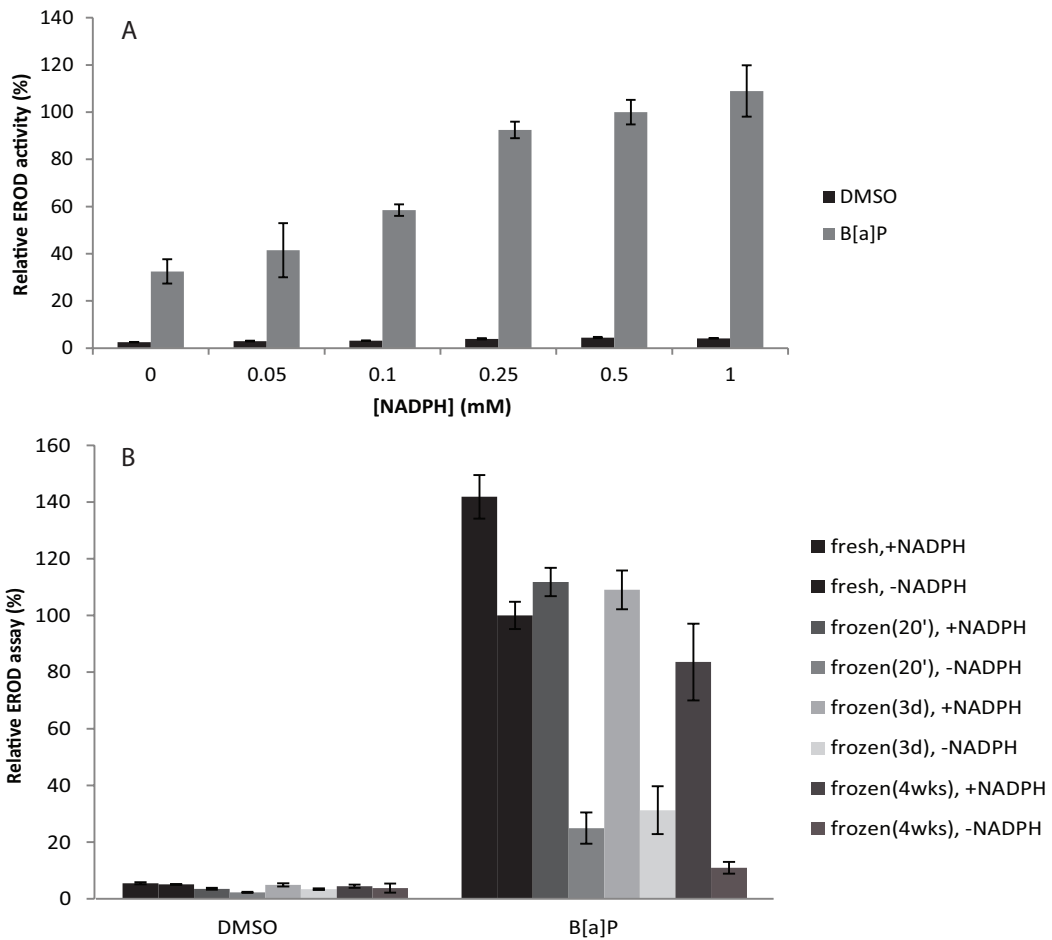 A
Relative EROD activity (%)
140
120
100
80
60
40
20
0
0 0.05 0.1 0.25 0.5 1
[NADPH] (mM)
DMSO
B[a]P
B
Relative EROD assay (%)
160
140
120
100
80
60
40
20
0
DMSO B[a]P
fresh,+NADPH
fresh, -NADPH
frozen(20'), +NADPH
frozen(20'), -NADPH
frozen(3d), +NADPH
frozen(3d), -NADPH
frozen(4wks), +NADPH
frozen(4wks), -NADPH